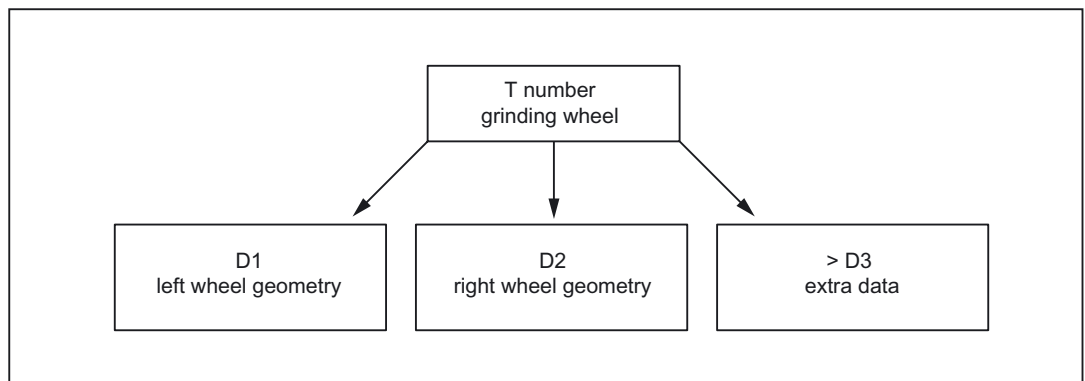 T number
grinding wheel
D1
left wheel geometry
D2
right wheel geometry
> D3
extra data